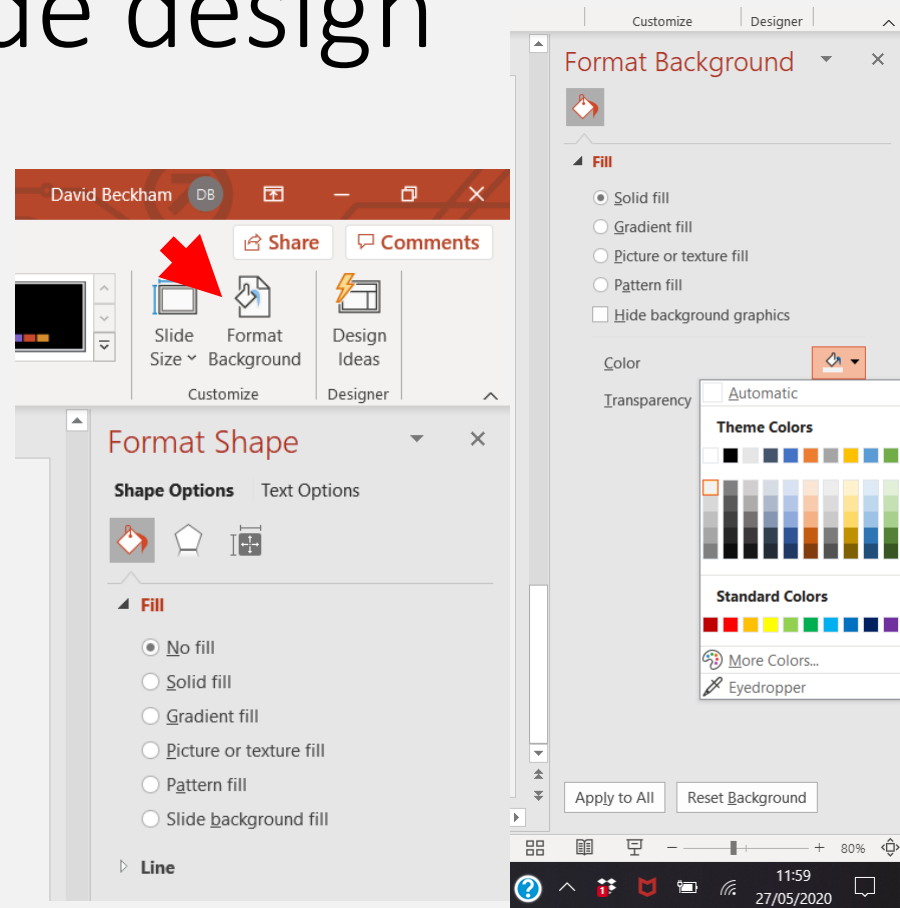 de design
David Beckham DB
Share Comments
Slide Size
Format Background
Design Ideas
Customize Designer
Format Shape
Shape Options Text Options
Fill
No fill
Solid fill
Gradient fill
Picture or texture fill
Pattern fill
Slide background fill
Line
Customize Designer
Format Background
Fill
Solid fill
Gradient fill
Picture or texture fill
Pattern fill
Hide background graphics
Color
Transparency
Automatic
Theme Colors
Standard Colors
More Colors...
Eyedropper
Apply to All Reset Background
80%
1
11:59
27/05/2020